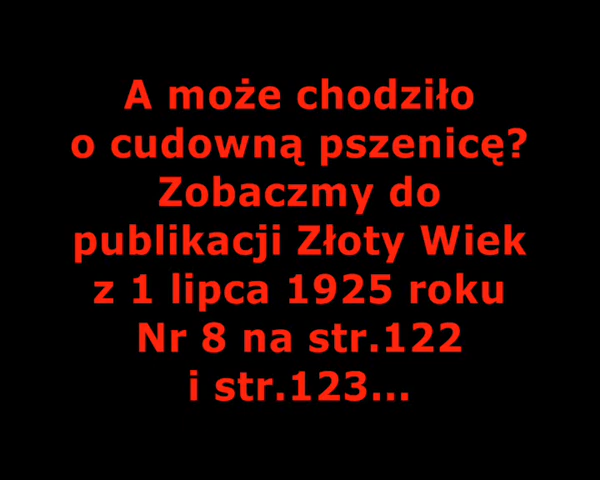 A może chodziło
o cudowną pszenicę?
Zobaczmy do
publikacji Złoty Wiek
z 1 lipca 1925 roku
Nr 8 na str.122
i str.123...